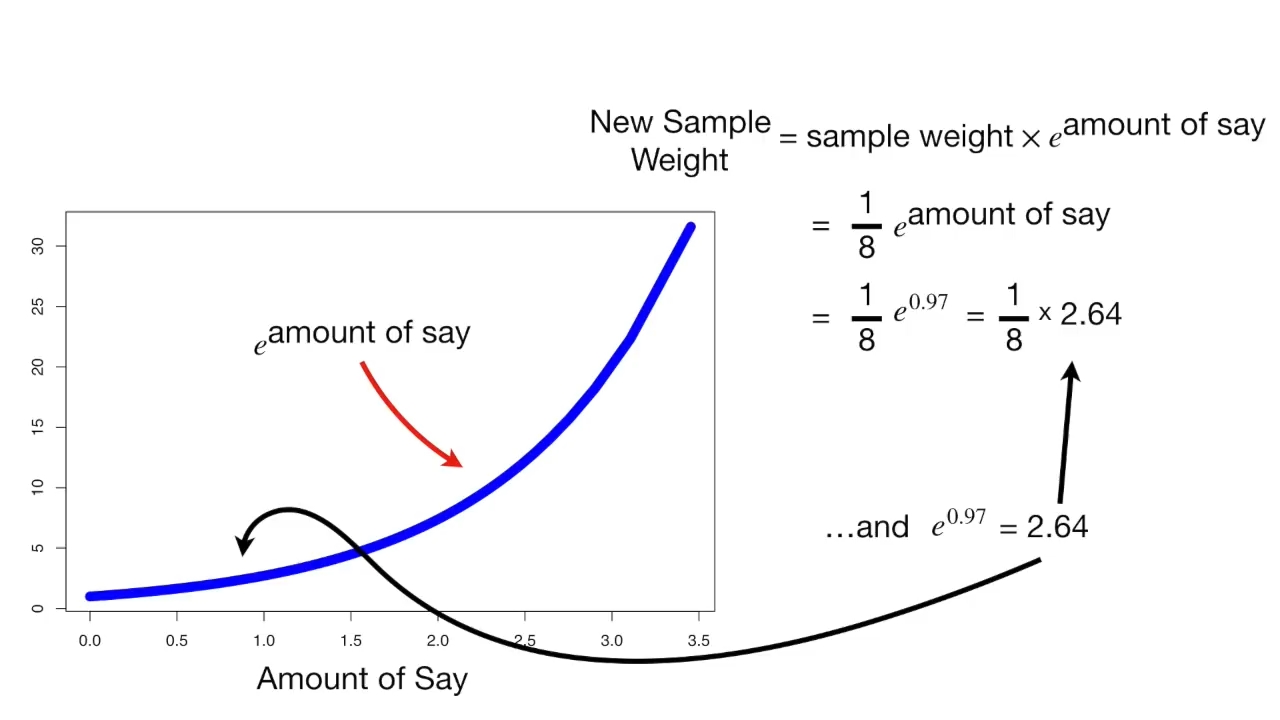 New Sample
Weight
= sample weight × e^amount of say
= 1/8 e^amount of say
= 1/8 e^0.97 = 1/8 x 2.64
e^amount of say
...and e^0.97 = 2.64
30
25
20
15
10
5
0
0.0 0.5 1.0 1.5 2.0 2.5 3.0 3.5
Amount of Say